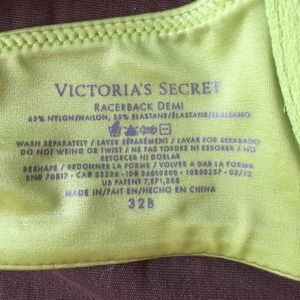 VICTORIA'S SECRET
RACERBACK DEMI
NYLON/NAILON, ELASTANE/ÉLASTANE/ELASTANO
WASH SEPARATELY / LAVER SÉPARÉMENT / LAVAR POR SEPARADO
DO NOT WRING OR TWIST / NE PAS TORDRE NI ESSORER / NO
RETORCER NI DOBLAR
RESHAPE / REDONNER LA FORME / VOLVER A DAR LA FORMA
US PATENT
MADE IN/FAIT EN/HECHO EN CHINA
32B